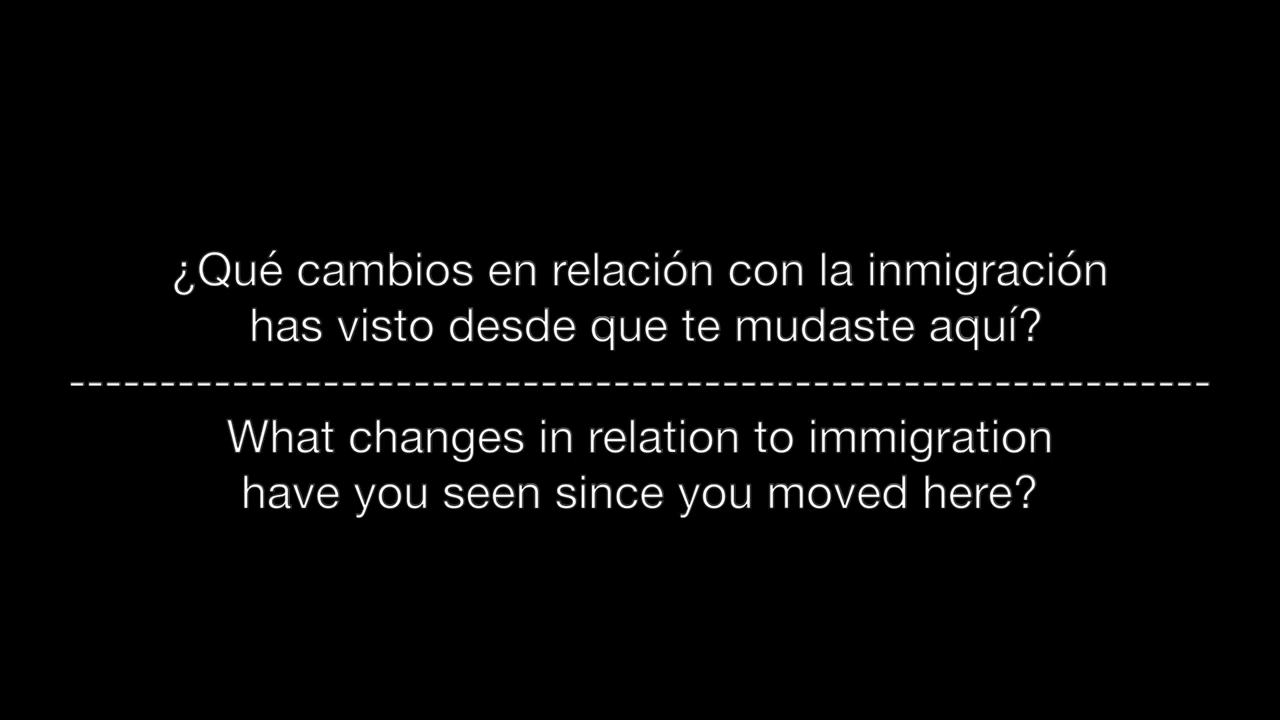 ¿Qué cambios en relación con la inmigración
has visto desde que te mudaste aquí?
---------------------------------------------------------------
What changes in relation to immigration
have you seen since you moved here?